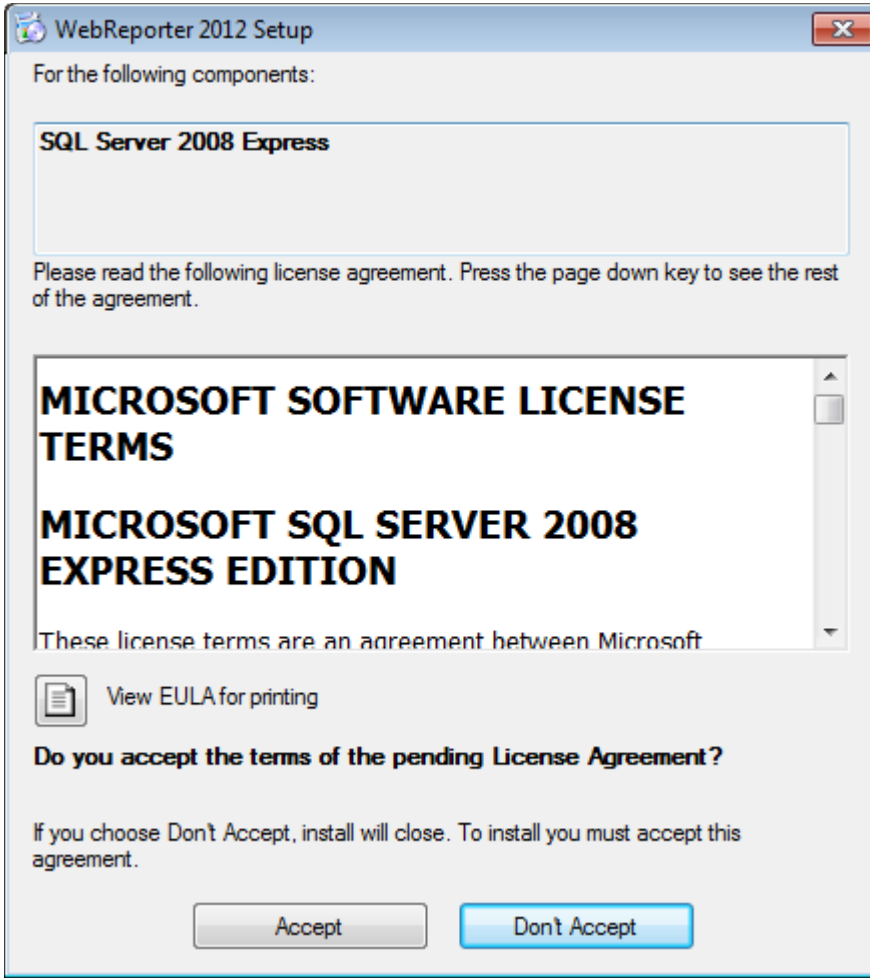 WebReporter 2012 Setup
For the following components:
SQL Server 2008 Express
Please read the following license agreement. Press the page down key to see the rest
of the agreement.
MICROSOFT SOFTWARE LICENSE
TERMS
MICROSOFT SQL SERVER 2008
EXPRESS EDITION
These license terms are an agreement between Microsoft
View EULA for printing
Do you accept the terms of the pending License Agreement?
If you choose Don't Accept, install will close. To install you must accept this
agreement.
Accept
Don't Accept